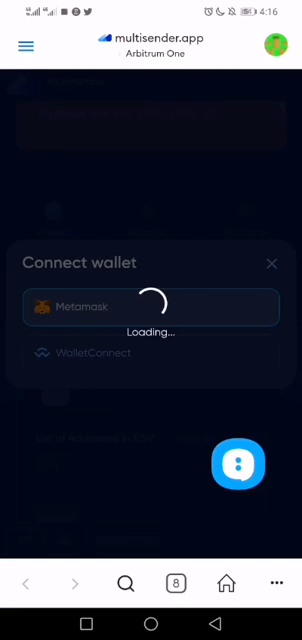 4:16
multisender.app
Arbitrum One
Connect wallet
Metamask
Loading...
WalletConnect
8